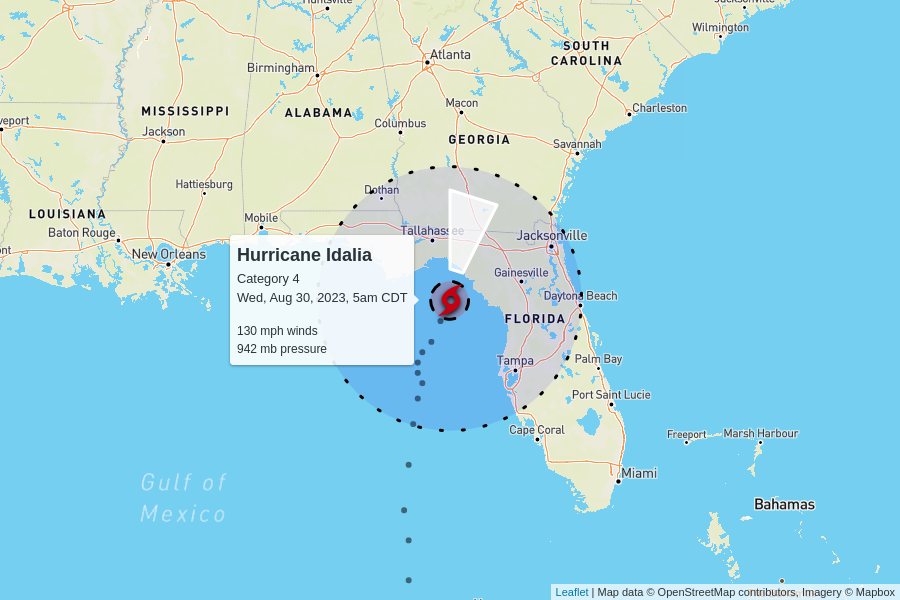 Huntsville
Jacksonville
Wilmington
SOUTH
CAROLINA
Atlanta
Birmingham
Macon
Charleston
MISSISSIPPI
ALABAMA
veport
Columbus
Jackson
GEORGIA
Savannah
Hattiesburg
Dothan
LOUISIANA
Mobile
Baton Rouge
Tallahassee
Jacksonville
nt
New Orleans
Hurricane Idalia
Category 4
Wed, Aug 30, 2023, 5am CDT
130 mph winds
942 mb pressure
Gainesville
Daytona Beach
FLORIDA
Tampa
Palm Bay
Port Saint Lucie
Cape Coral
Freeport
Marsh Harbour
Miami
Gulf of
Mexico
Bahamas
Leaflet | Map data © OpenStreetMap contributors, Imagery © Mapbox